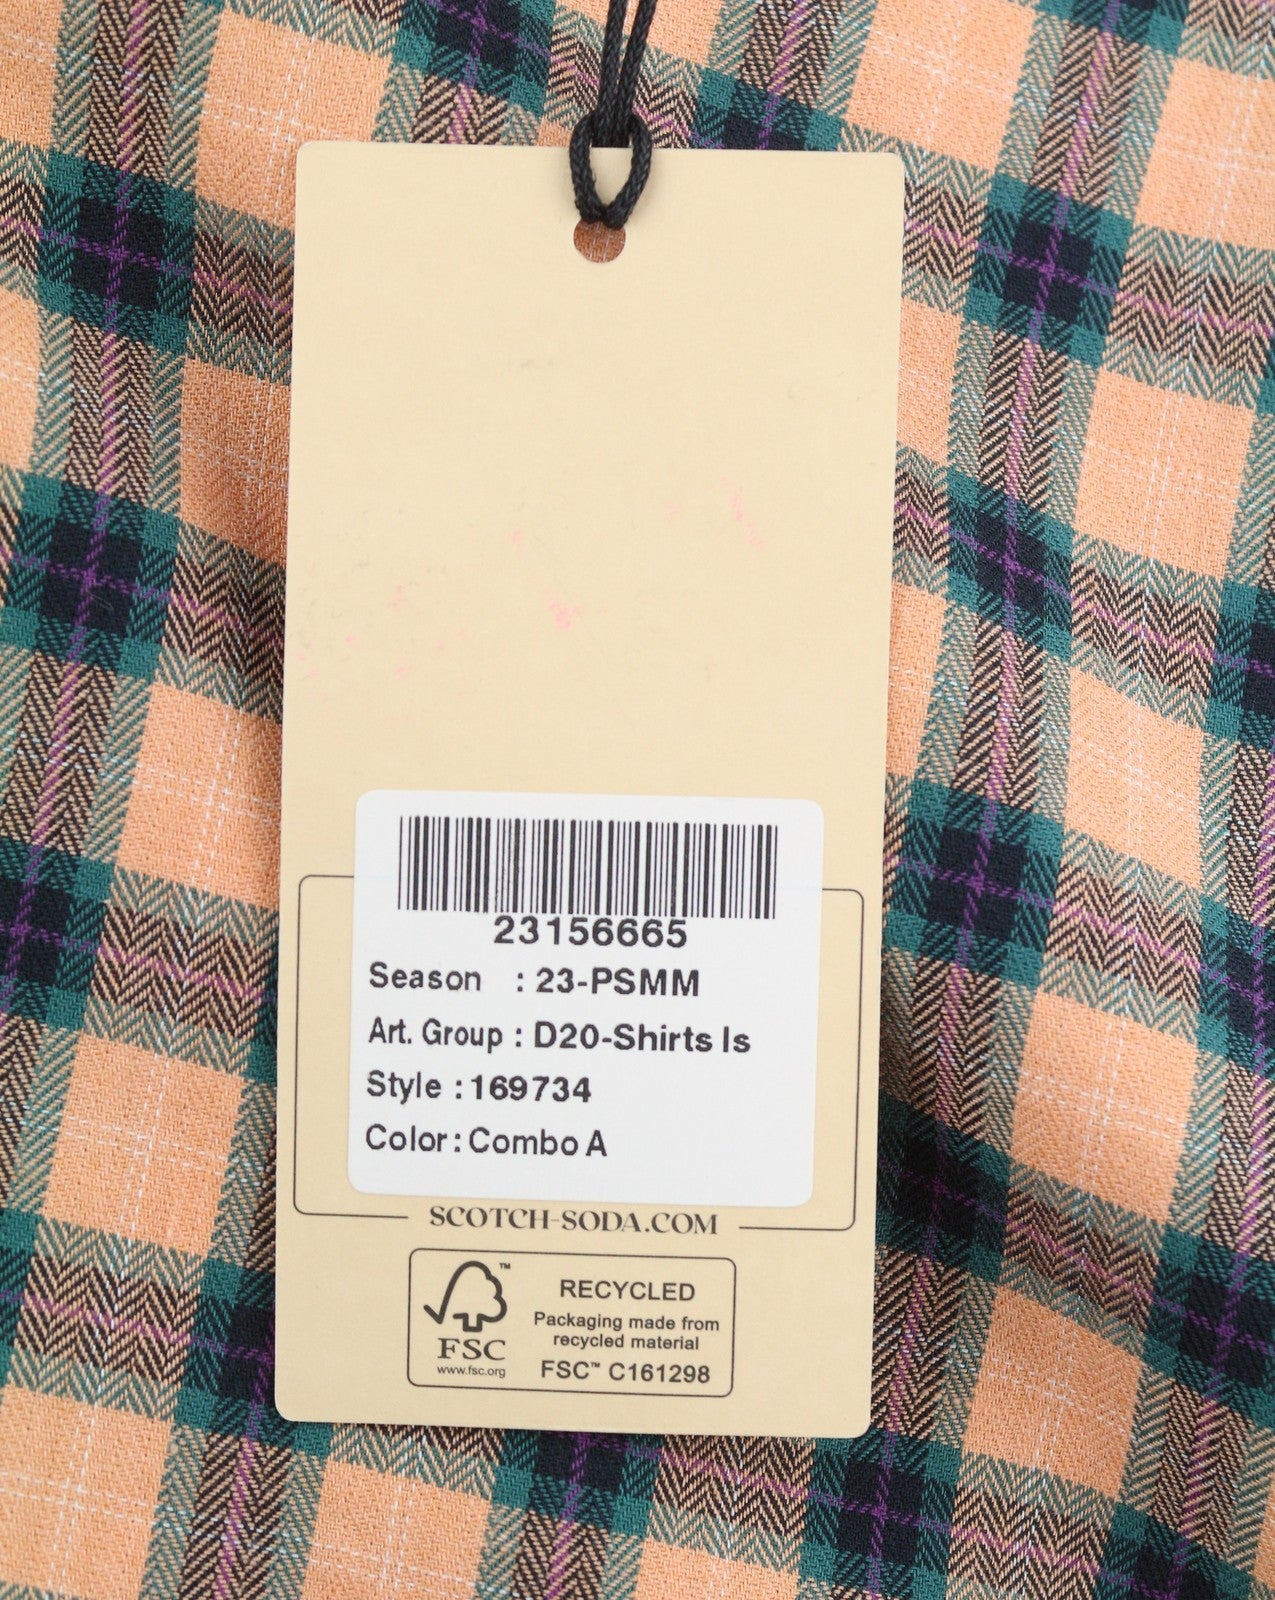 23156665
Season : 23-PSMM
Art. Group : D20-Shirts ls
Style : 169734
Color : Combo A
SCOTCH-SODA.COM
™
FSC
www.fsc.org
RECYCLED
Packaging made from
recycled material
FSC™ C161298